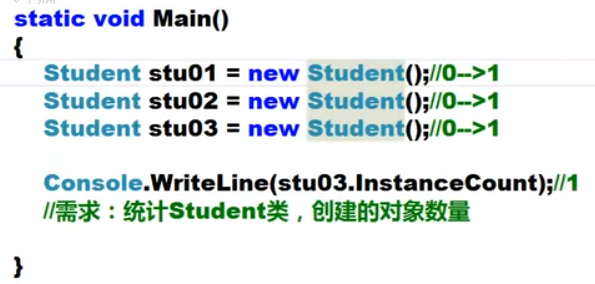 static void Main()
{
Student stu01 = new Student();//0-->1
Student stu02 = new Student();//0-->1
Student stu03 = new Student();//0-->1
Console.WriteLine(stu03.InstanceCount);//1
//需求：统计Student类，创建的对象数量
}